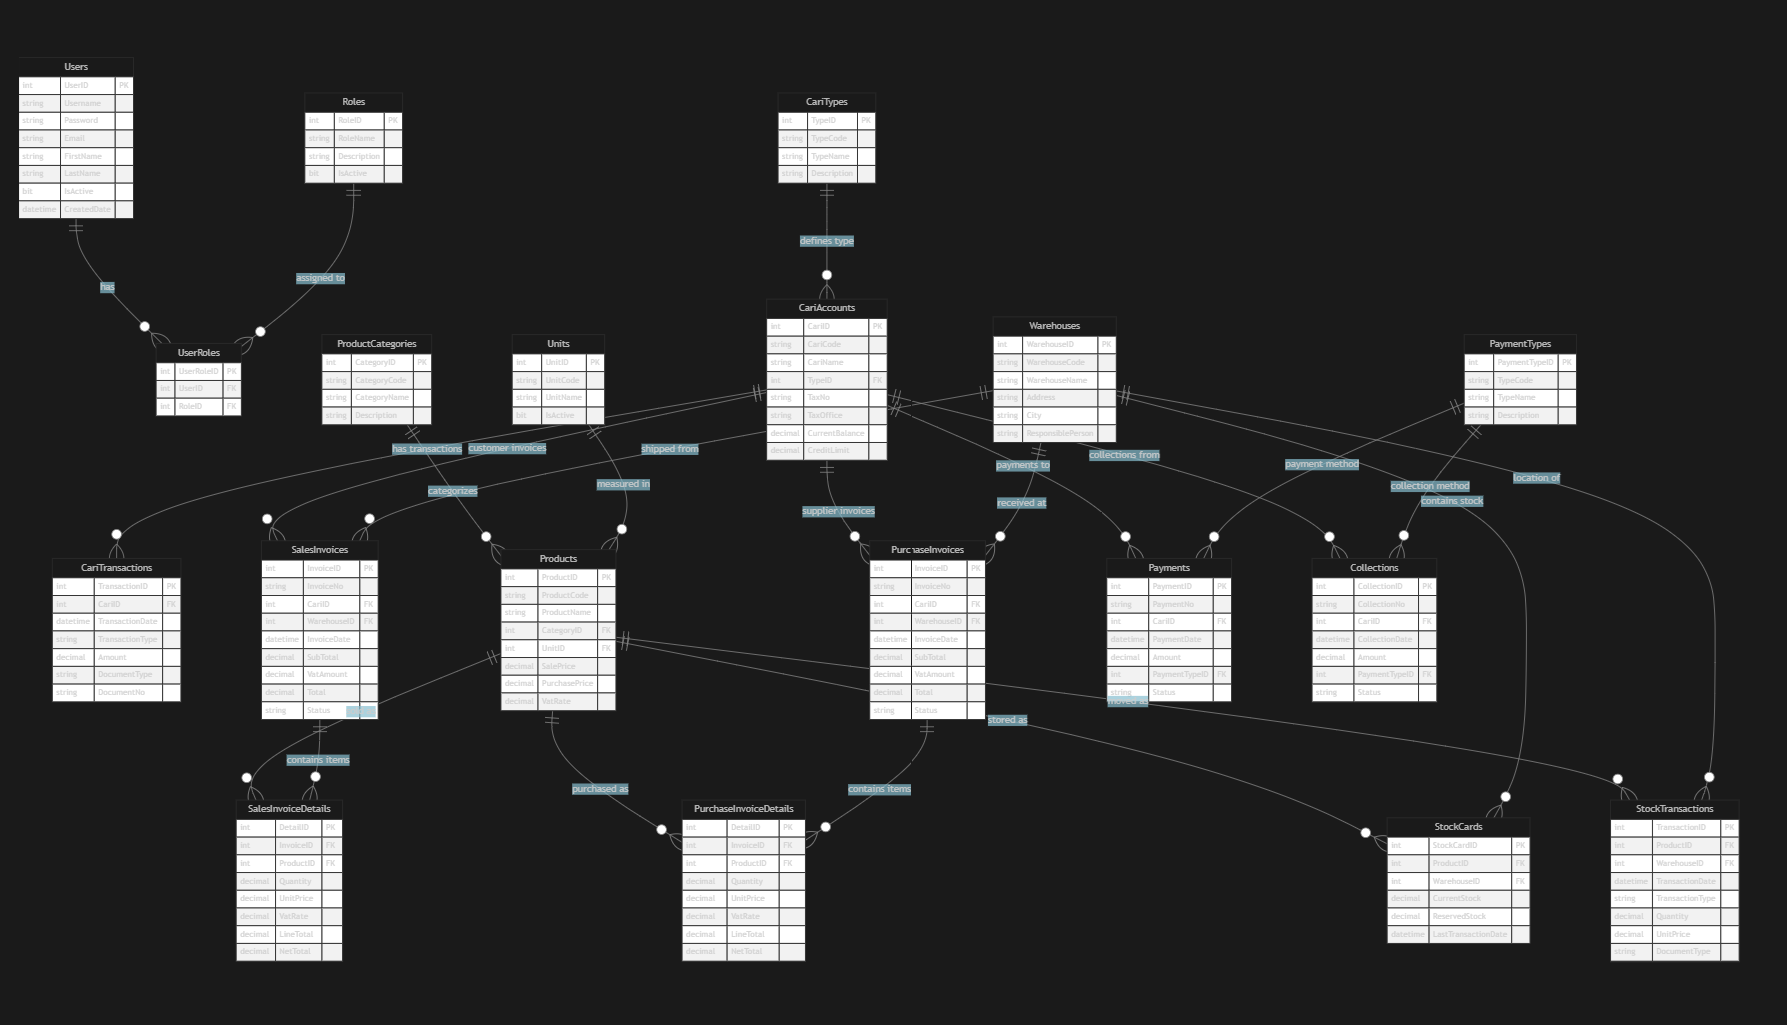 Users
int UserID PK
string Username
string Password
string Email
string FirstName
string LastName
bit IsActive
datetime CreatedDate
Roles
int RoleID PK
string RoleName
string Description
bit IsActive
CariTypes
int TypeID PK
string TypeCode
string TypeName
string Description
defines type
has
assigned to
UserRoles
int UserRoleID PK
int UserID FK
int RoleID FK
ProductCategories
int CategoryID PK
string CategoryCode
string CategoryName
string Description
Units
int UnitID PK
string UnitCode
string UnitName
bit IsActive
CariAccounts
int CariID PK
string CariCode
string CariName
int TypeID FK
string TaxNo
string TaxOffice
decimal CurrentBalance
decimal CreditLimit
Warehouses
int WarehouseID PK
string WarehouseCode
string WarehouseName
string Address
string City
string ResponsiblePerson
PaymentTypes
int PaymentTypeID PK
string TypeCode
string TypeName
string Description
has transactions
customer invoices
shipped from
collections from
payments to
payment method
location of
measured in
collection method
categorizes
contains stock
received at
supplier invoices
CariTransactions
int TransactionID PK
int CariID FK
datetime TransactionDate
string TransactionType
decimal Amount
string DocumentType
string DocumentNo
SalesInvoices
int InvoiceID PK
string InvoiceNo
int CariID FK
int WarehouseID FK
datetime InvoiceDate
decimal SubTotal
decimal VatAmount
decimal Total
string Status
Products
int ProductID PK
string ProductCode
string ProductName
int CategoryID FK
int UnitID FK
decimal SalePrice
decimal PurchasePrice
decimal VatRate
PurchaseInvoices
int InvoiceID PK
string InvoiceNo
int CariID FK
int WarehouseID FK
datetime InvoiceDate
decimal SubTotal
decimal VatAmount
decimal Total
string Status
Payments
int PaymentID PK
string PaymentNo
int CariID FK
datetime PaymentDate
decimal Amount
int PaymentTypeID FK
string Status
Collections
int CollectionID PK
string CollectionNo
int CariID FK
datetime CollectionDate
decimal Amount
int PaymentTypeID FK
string Status
moved as
stored as
contains items
purchased as
contains items
SalesInvoiceDetails
int DetailID PK
int InvoiceID FK
int ProductID FK
decimal Quantity
decimal UnitPrice
decimal VatRate
decimal LineTotal
decimal NetTotal
PurchaseInvoiceDetails
int DetailID PK
int InvoiceID FK
int ProductID FK
decimal Quantity
decimal UnitPrice
decimal VatRate
decimal LineTotal
decimal NetTotal
StockCards
int StockCardID PK
int ProductID FK
int WarehouseID FK
decimal CurrentStock
decimal ReservedStock
datetime LastTransactionDate
StockTransactions
int TransactionID PK
int ProductID FK
int WarehouseID FK
datetime TransactionDate
string TransactionType
decimal Quantity
decimal UnitPrice
string DocumentType